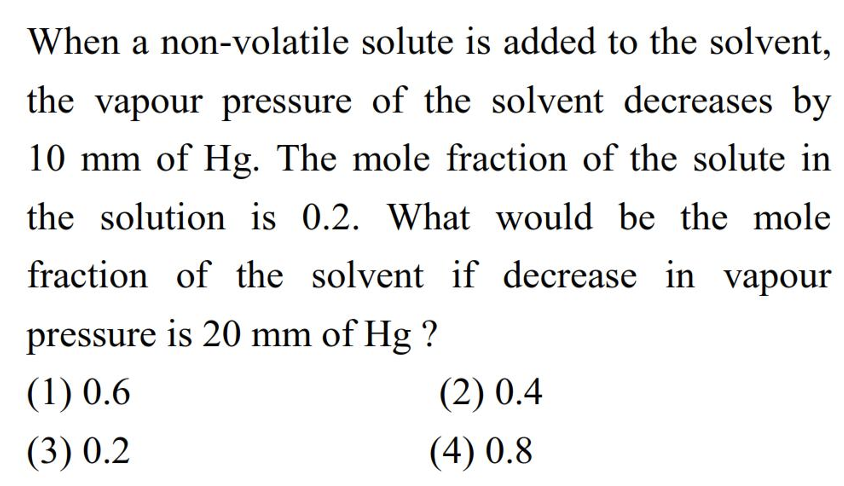 When a non-volatile solute is added to the solvent,
the vapour pressure of the solvent decreases by
10 mm of Hg. The mole fraction of the solute in
the solution is 0.2. What would be the mole
fraction of the solvent if decrease in vapour
pressure is 20 mm of Hg ?
(1) 0.6 (2) 0.4
(3) 0.2 (4) 0.8